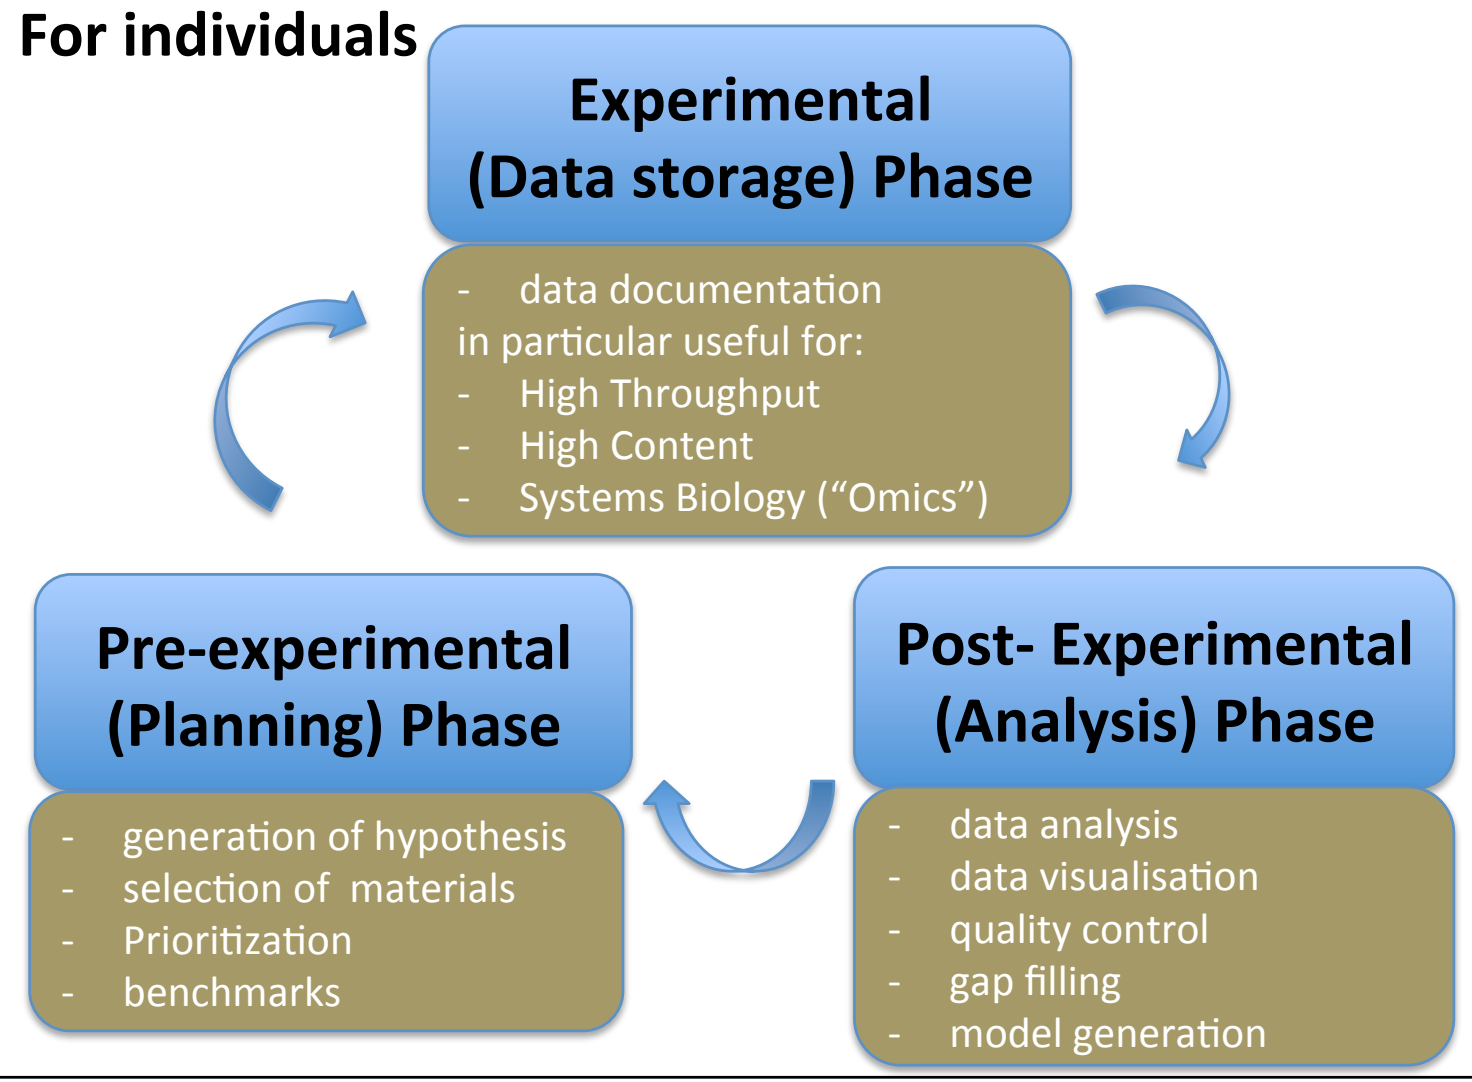 For individuals
Experimental
(Data storage) Phase
- data documentation
in particular useful for:
- High Throughput
- High Content
- Systems Biology (“Omics”)
Pre-experimental
(Planning) Phase
- generation of hypothesis
- selection of  materials
- Prioritization
- benchmarks
Post- Experimental
(Analysis) Phase
- data analysis
- data visualisation
- quality control
- gap filling
- model generation